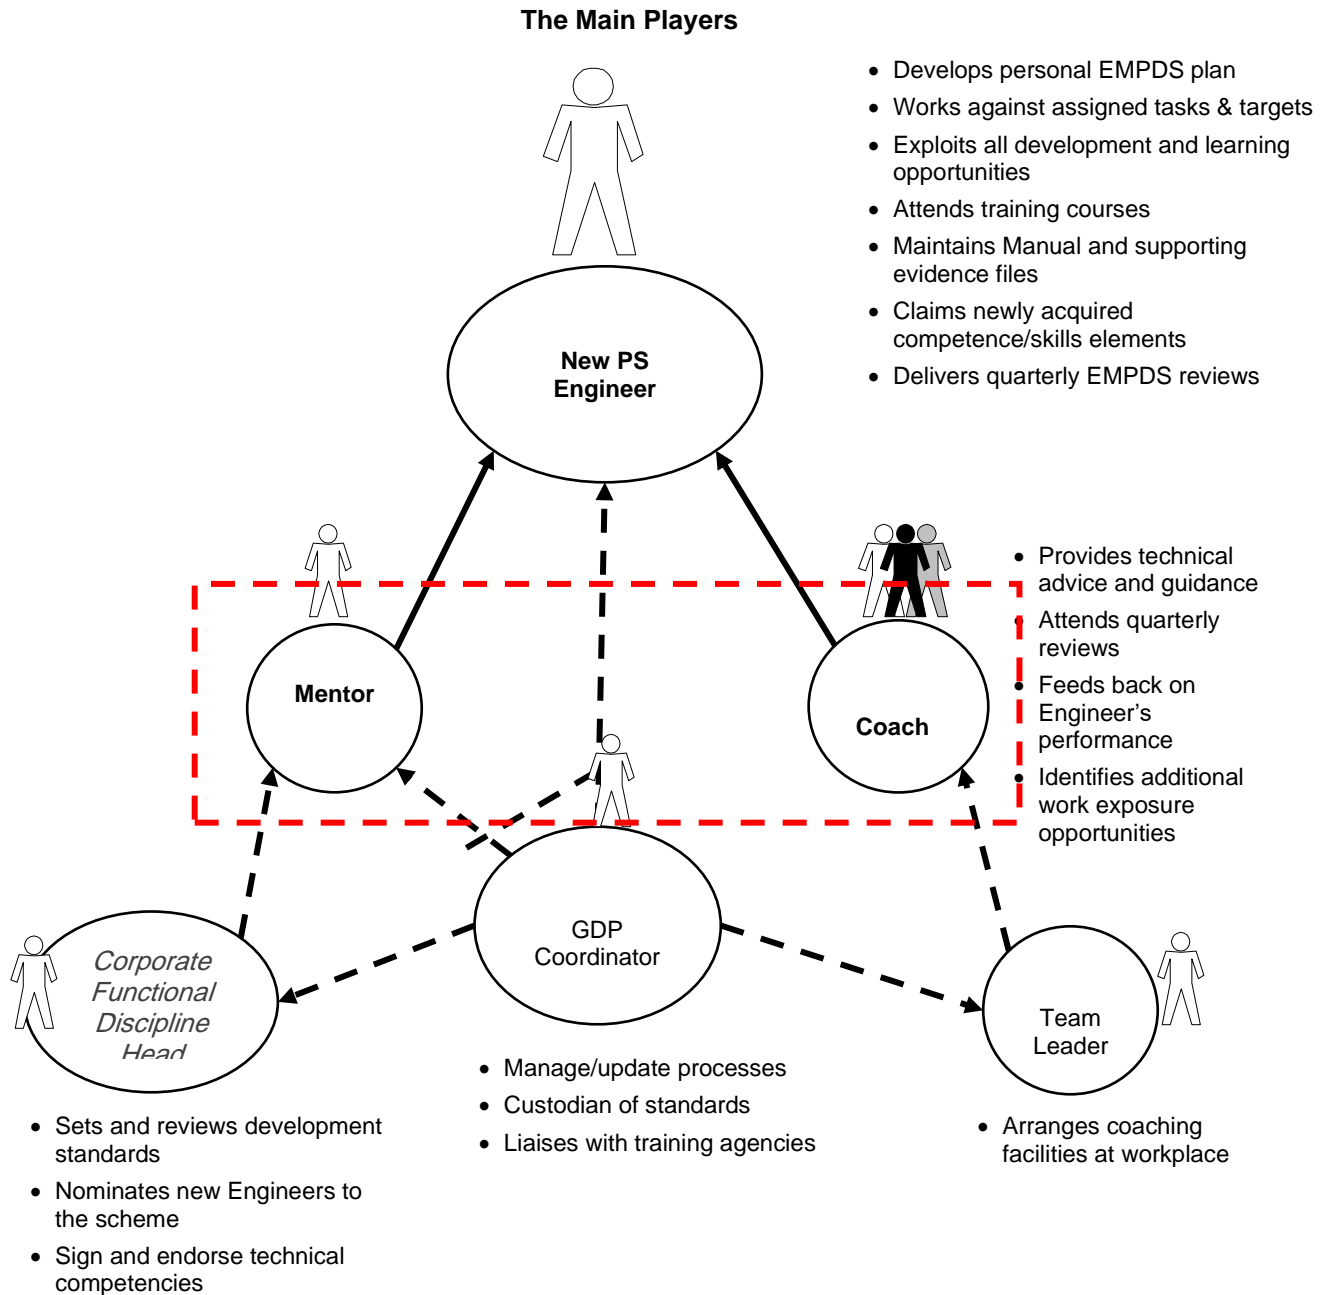 The Main Players
• Develops personal EMPDS plan
• Works against assigned tasks & targets
• Exploits all development and learning
opportunities
• Attends training courses
• Maintains Manual and supporting
evidence files
• Claims newly acquired
competence/skills elements
• Delivers quarterly EMPDS reviews
New PS
Engineer
Mentor
Coach
• Provides technical
advice and guidance
• Attends quarterly
reviews
• Feeds back on
Engineer’s
performance
• Identifies additional
work exposure
opportunities
Corporate
Functional
Discipline
Head
GDP
Coordinator
Team
Leader
• Sets and reviews development
standards
• Nominates new Engineers to
the scheme
• Sign and endorse technical
competencies
• Manage/update processes
• Custodian of standards
• Liaises with training agencies
• Arranges coaching
facilities at workplace